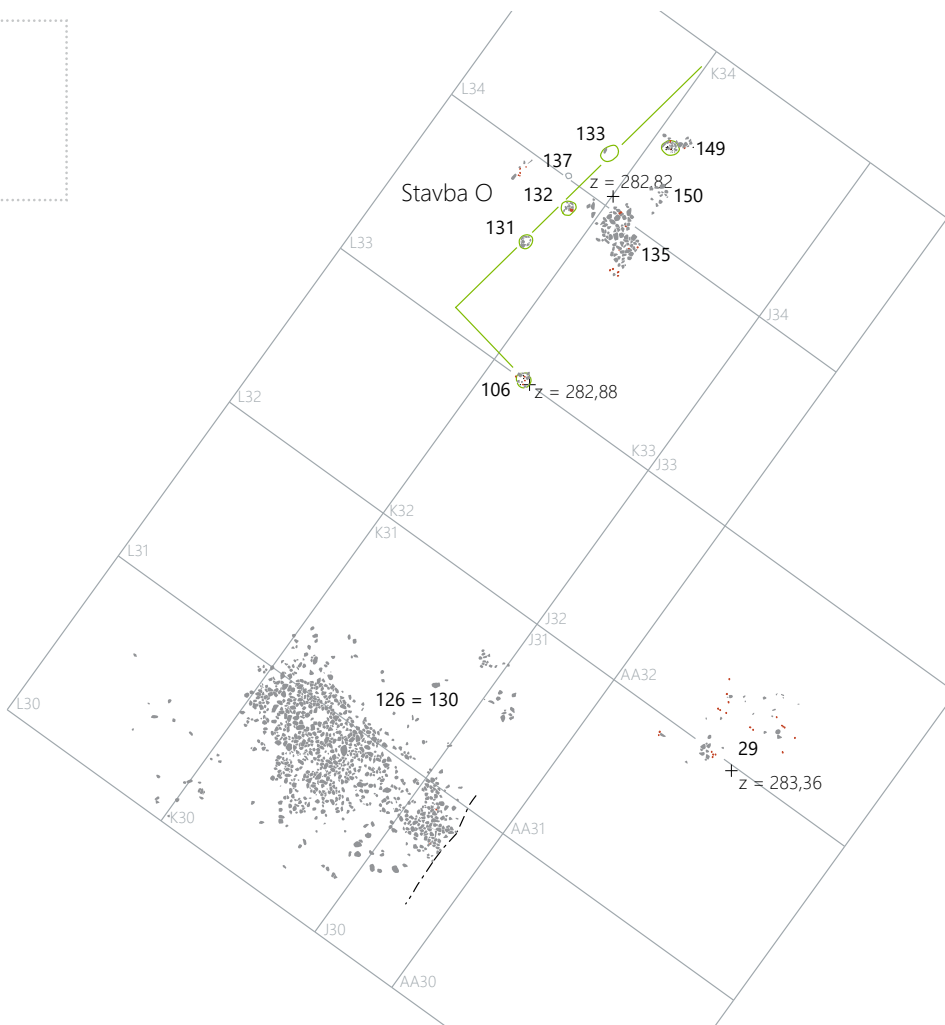 K34
L34
133
149
137
z = 282,82
Stavba O
132
150
131
L33
135
J34
106
z = 282,88
L32
K33
J33
K32
K31
L31
J32
J31
AA32
126 = 130
L30
29
z = 283,36
K30
AA31
J30
AA30